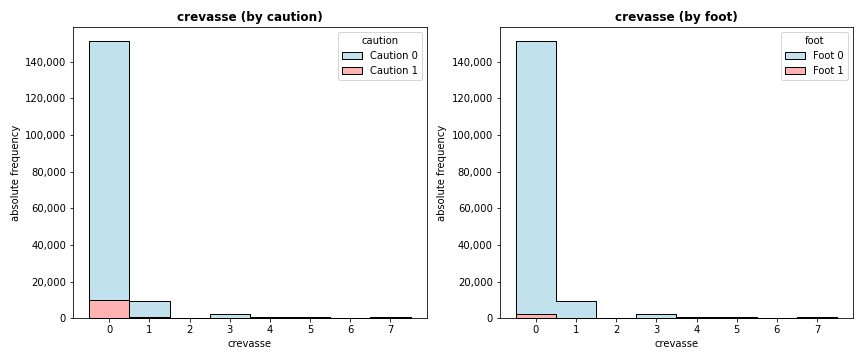 crevasse (by caution)
absolute frequency
140,000
120,000
100,000
80,000
60,000
40,000
20,000
0
0 1 2 3 4 5 6 7
crevasse
caution
Caution 0
Caution 1
crevasse (by foot)
absolute frequency
140,000
120,000
100,000
80,000
60,000
40,000
20,000
0
0 1 2 3 4 5 6 7
crevasse
foot
Foot 0
Foot 1